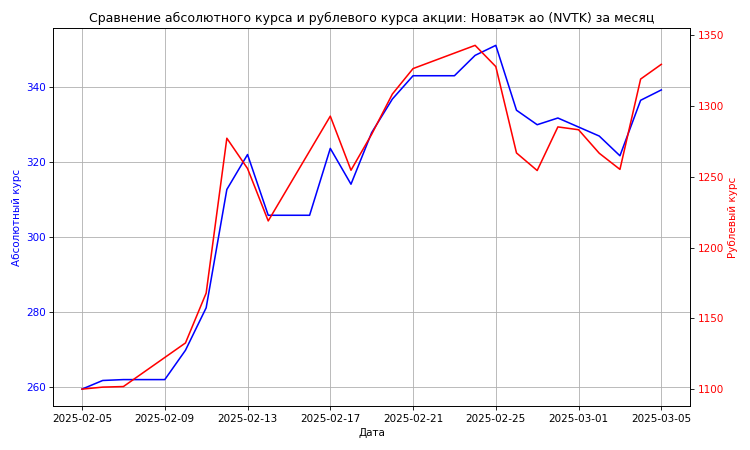 Сравнение абсолютного курса и рублевого курса акции: Новатэк ао (NVTK) за месяц
Абсолютный курс
340
320
300
280
260
1350
1300
1250
1200
1150
1100
Рублевый курс
2025-02-05 2025-02-09 2025-02-13 2025-02-17 2025-02-21 2025-02-25 2025-03-01 2025-03-05
Дата